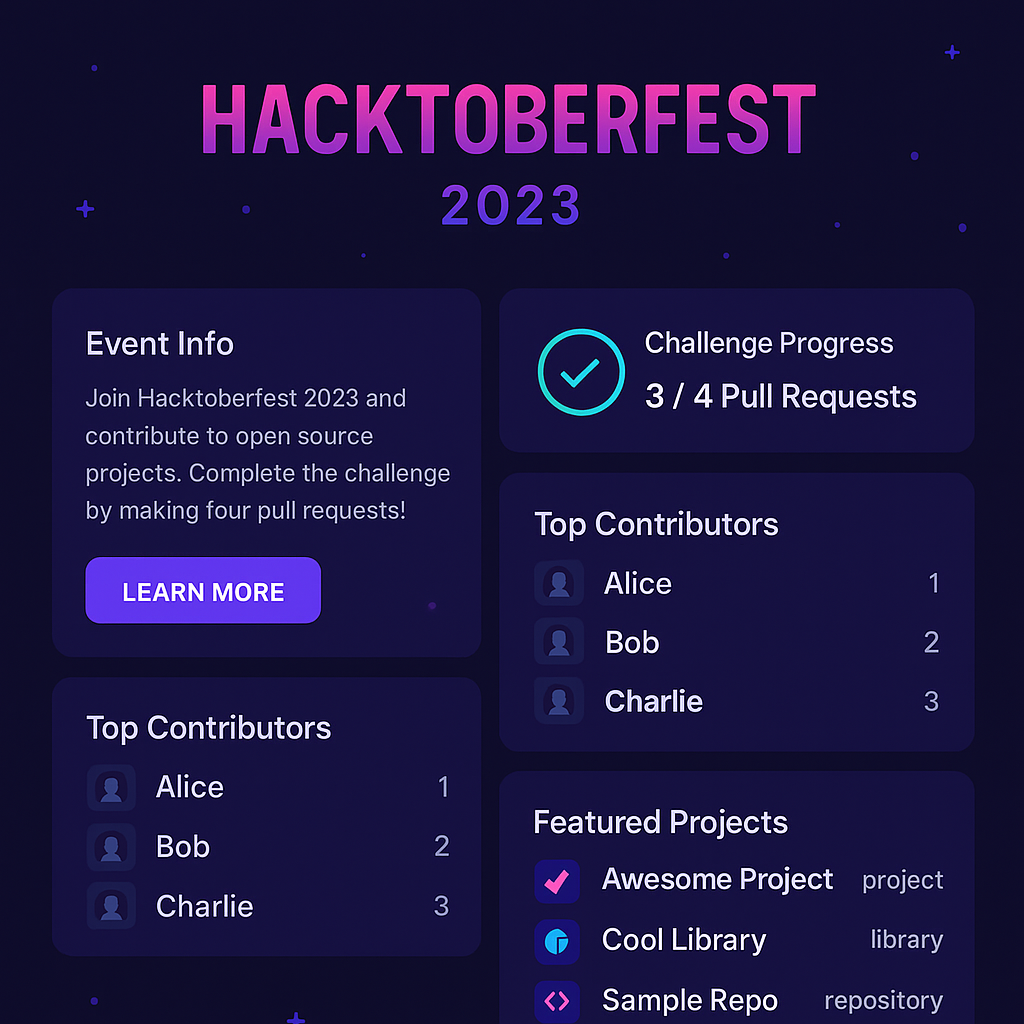 HACKTOBERFEST
2023
Event Info
Join Hacktoberfest 2023 and
contribute to open source
projects. Complete the challenge
by making four pull requests!
LEARN MORE
Top Contributors
Alice 1
Bob 2
Charlie 3
Challenge Progress
3 / 4 Pull Requests
Top Contributors
Alice 1
Bob 2
Charlie 3
Featured Projects
Awesome Project project
Cool Library library
Sample Repo repository